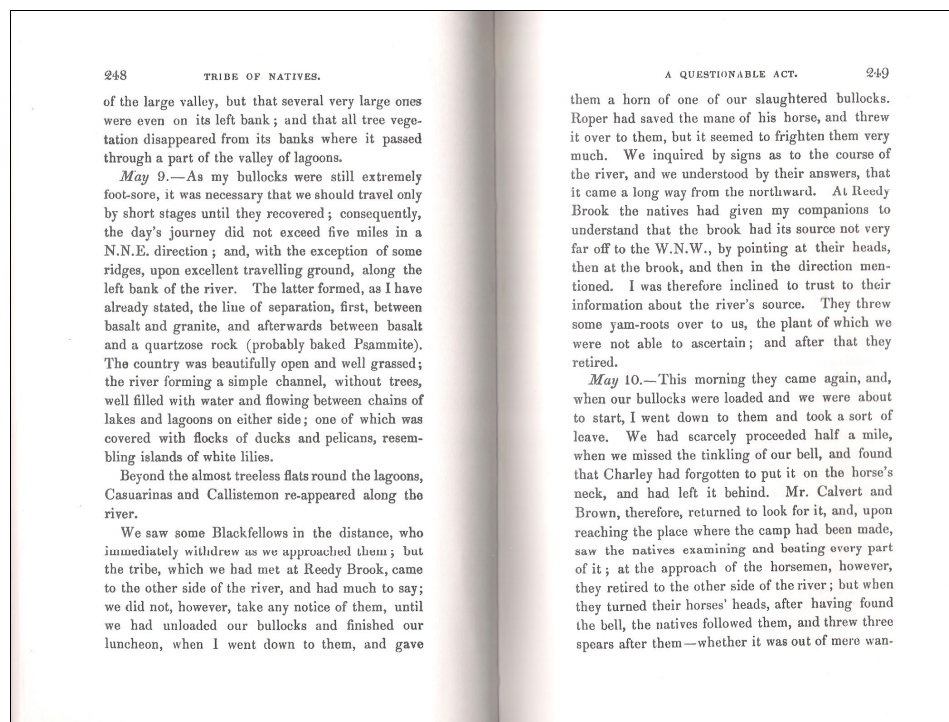 248
TRIBE OF NATIVES.
of the large valley, but that several very large ones
were even on its left bank; and that all tree vege-
tation disappeared from its banks where it passed
through a part of the valley of lagoons.
May 9.—As my bullocks were still extremely
foot-sore, it was necessary that we should travel only
by short stages until they recovered; consequently,
the day's journey did not exceed five miles in a
N.N.E. direction; and, with the exception of some
ridges, upon excellent travelling ground, along the
left bank of the river. The latter formed, as I have
already stated, the line of separation, first, between
basalt and granite, and afterwards between basalt
and a quartzose rock (probably baked Psammite).
The country was beautifully open and well grassed;
the river forming a simple channel, without trees,
well filled with water and flowing between chains of
lakes and lagoons on either side; one of which was
covered with flocks of ducks and pelicans, resem-
bling islands of white lilies.
Beyond the almost treeless flats round the lagoons,
Casuarinas and Callistemon re-appeared along the
river.
We saw some Blackfellows in the distance, who
immediately withdrew as we approached them; but
the tribe, which we had met at Reedy Brook, came
to the other side of the river, and had much to say;
we did not, however, take any notice of them, until
we had unloaded our bullocks and finished our
luncheon, when I went down to them, and gave
A QUESTIONABLE ACT.
249
them a horn of one of our slaughtered bullocks.
Roper had saved the mane of his horse, and threw
it over to them, but it seemed to frighten them very
much. We inquired by signs as to the course of
the river, and we understood by their answers, that
it came a long way from the northward. At Reedy
Brook the natives had given my companions to
understand that the brook had its source not very
far off to the W.N.W., by pointing at their heads,
then at the brook, and then in the direction men-
tioned. I was therefore inclined to trust to their
information about the river's source. They threw
some yam-roots over to us, the plant of which we
were not able to ascertain; and after that they
retired.
May 10.—This morning they came again, and,
when our bullocks were loaded and we were about
to start, I went down to them and took a sort of
leave. We had scarcely proceeded half a mile,
when we missed the tinkling of our bell, and found
that Charley had forgotten to put it on the horse's
neck, and had left it behind. Mr. Calvert and
Brown, therefore, returned to look for it, and, upon
reaching the place where the camp had been made,
saw the natives examining and beating every part
of it; at the approach of the horsemen, however,
they retired to the other side of the river; but when
they turned their horses' heads, after having found
the bell, the natives followed them, and threw three
spears after them—whether it was out of mere wan-